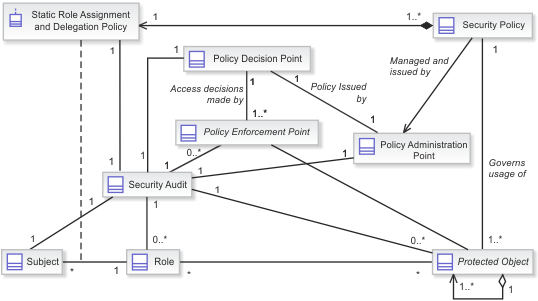 Static Role Assignment
and Delegation Policy
1
1..*
Security Policy
1
1
1
Policy Decision Point
Managed and
issued by
Access decisions
made by
1
1
Policy Issued
by
1..*
1
Policy Enforcement Point
0..*
Policy Administration
Point
1
1
1
1
1
Governs
usage of
Security Audit
1
1
1
1
0..*
0..*
1..*
Subject
*
1
Role
*
*
Protected Object
1..*
1